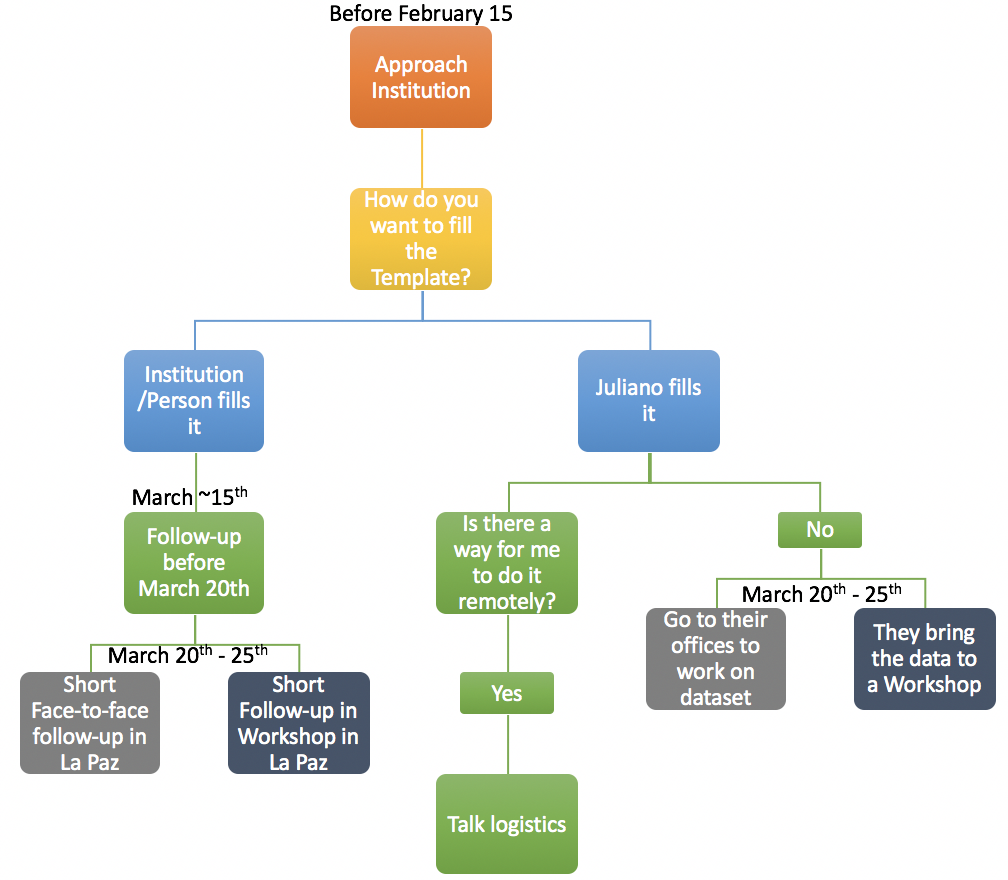 Before February 15
Approach
Institution
How do you
want to fill
the
Template?
Institution
/Person fills
it
Juliano fills
it
March ~15th
Follow-up
before
March 20th
Is there a
way for me
to do it
remotely?
No
March 20th - 25th
Go to their
offices to
work on
dataset
They bring
the data to
a Workshop
March 20th - 25th
Short
Face-to-face
follow-up in
La Paz
Short
Follow-up in
Workshop in
La Paz
Yes
Talk logistics